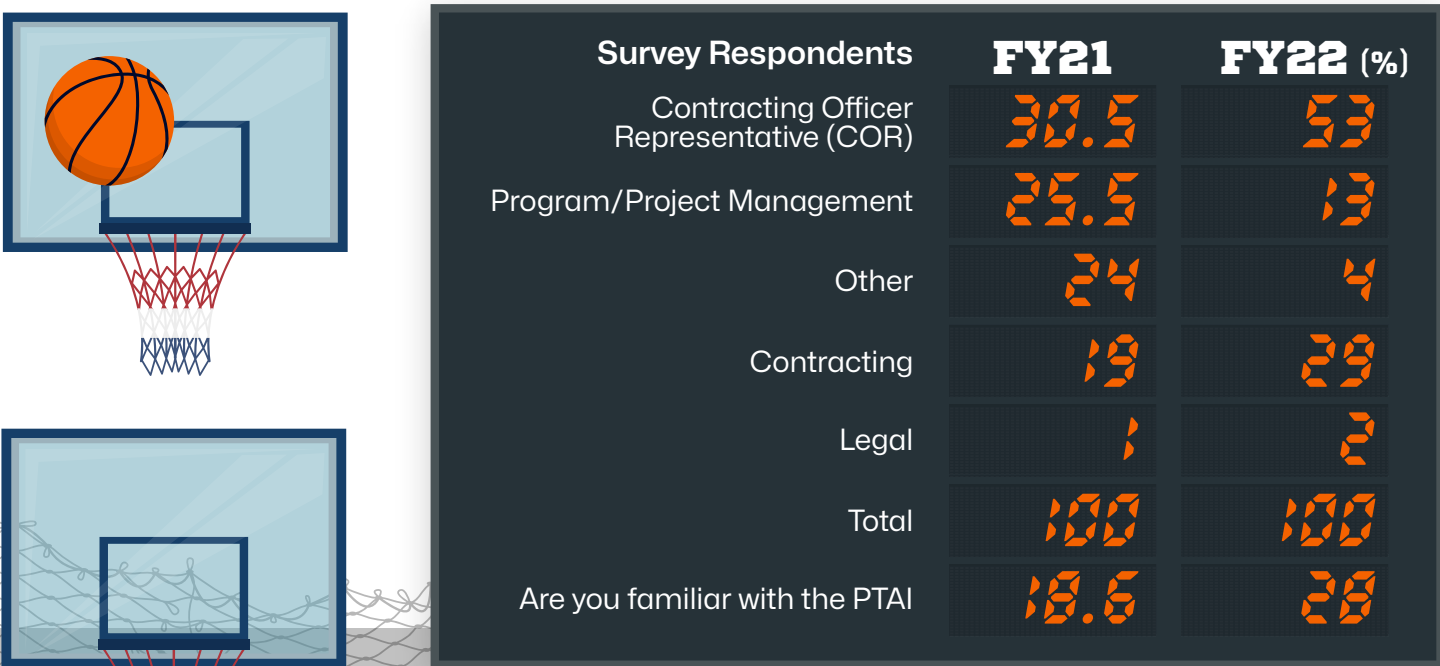 Survey Respondents FY21 FY22 (%)
Contracting Officer
Representative (COR) 30.5 53
Program/Project Management 25.5 13
Other 24 4
Contracting 19 29
Legal 1 2
Total 100 100
Are you familiar with the PTAI 18.6 28